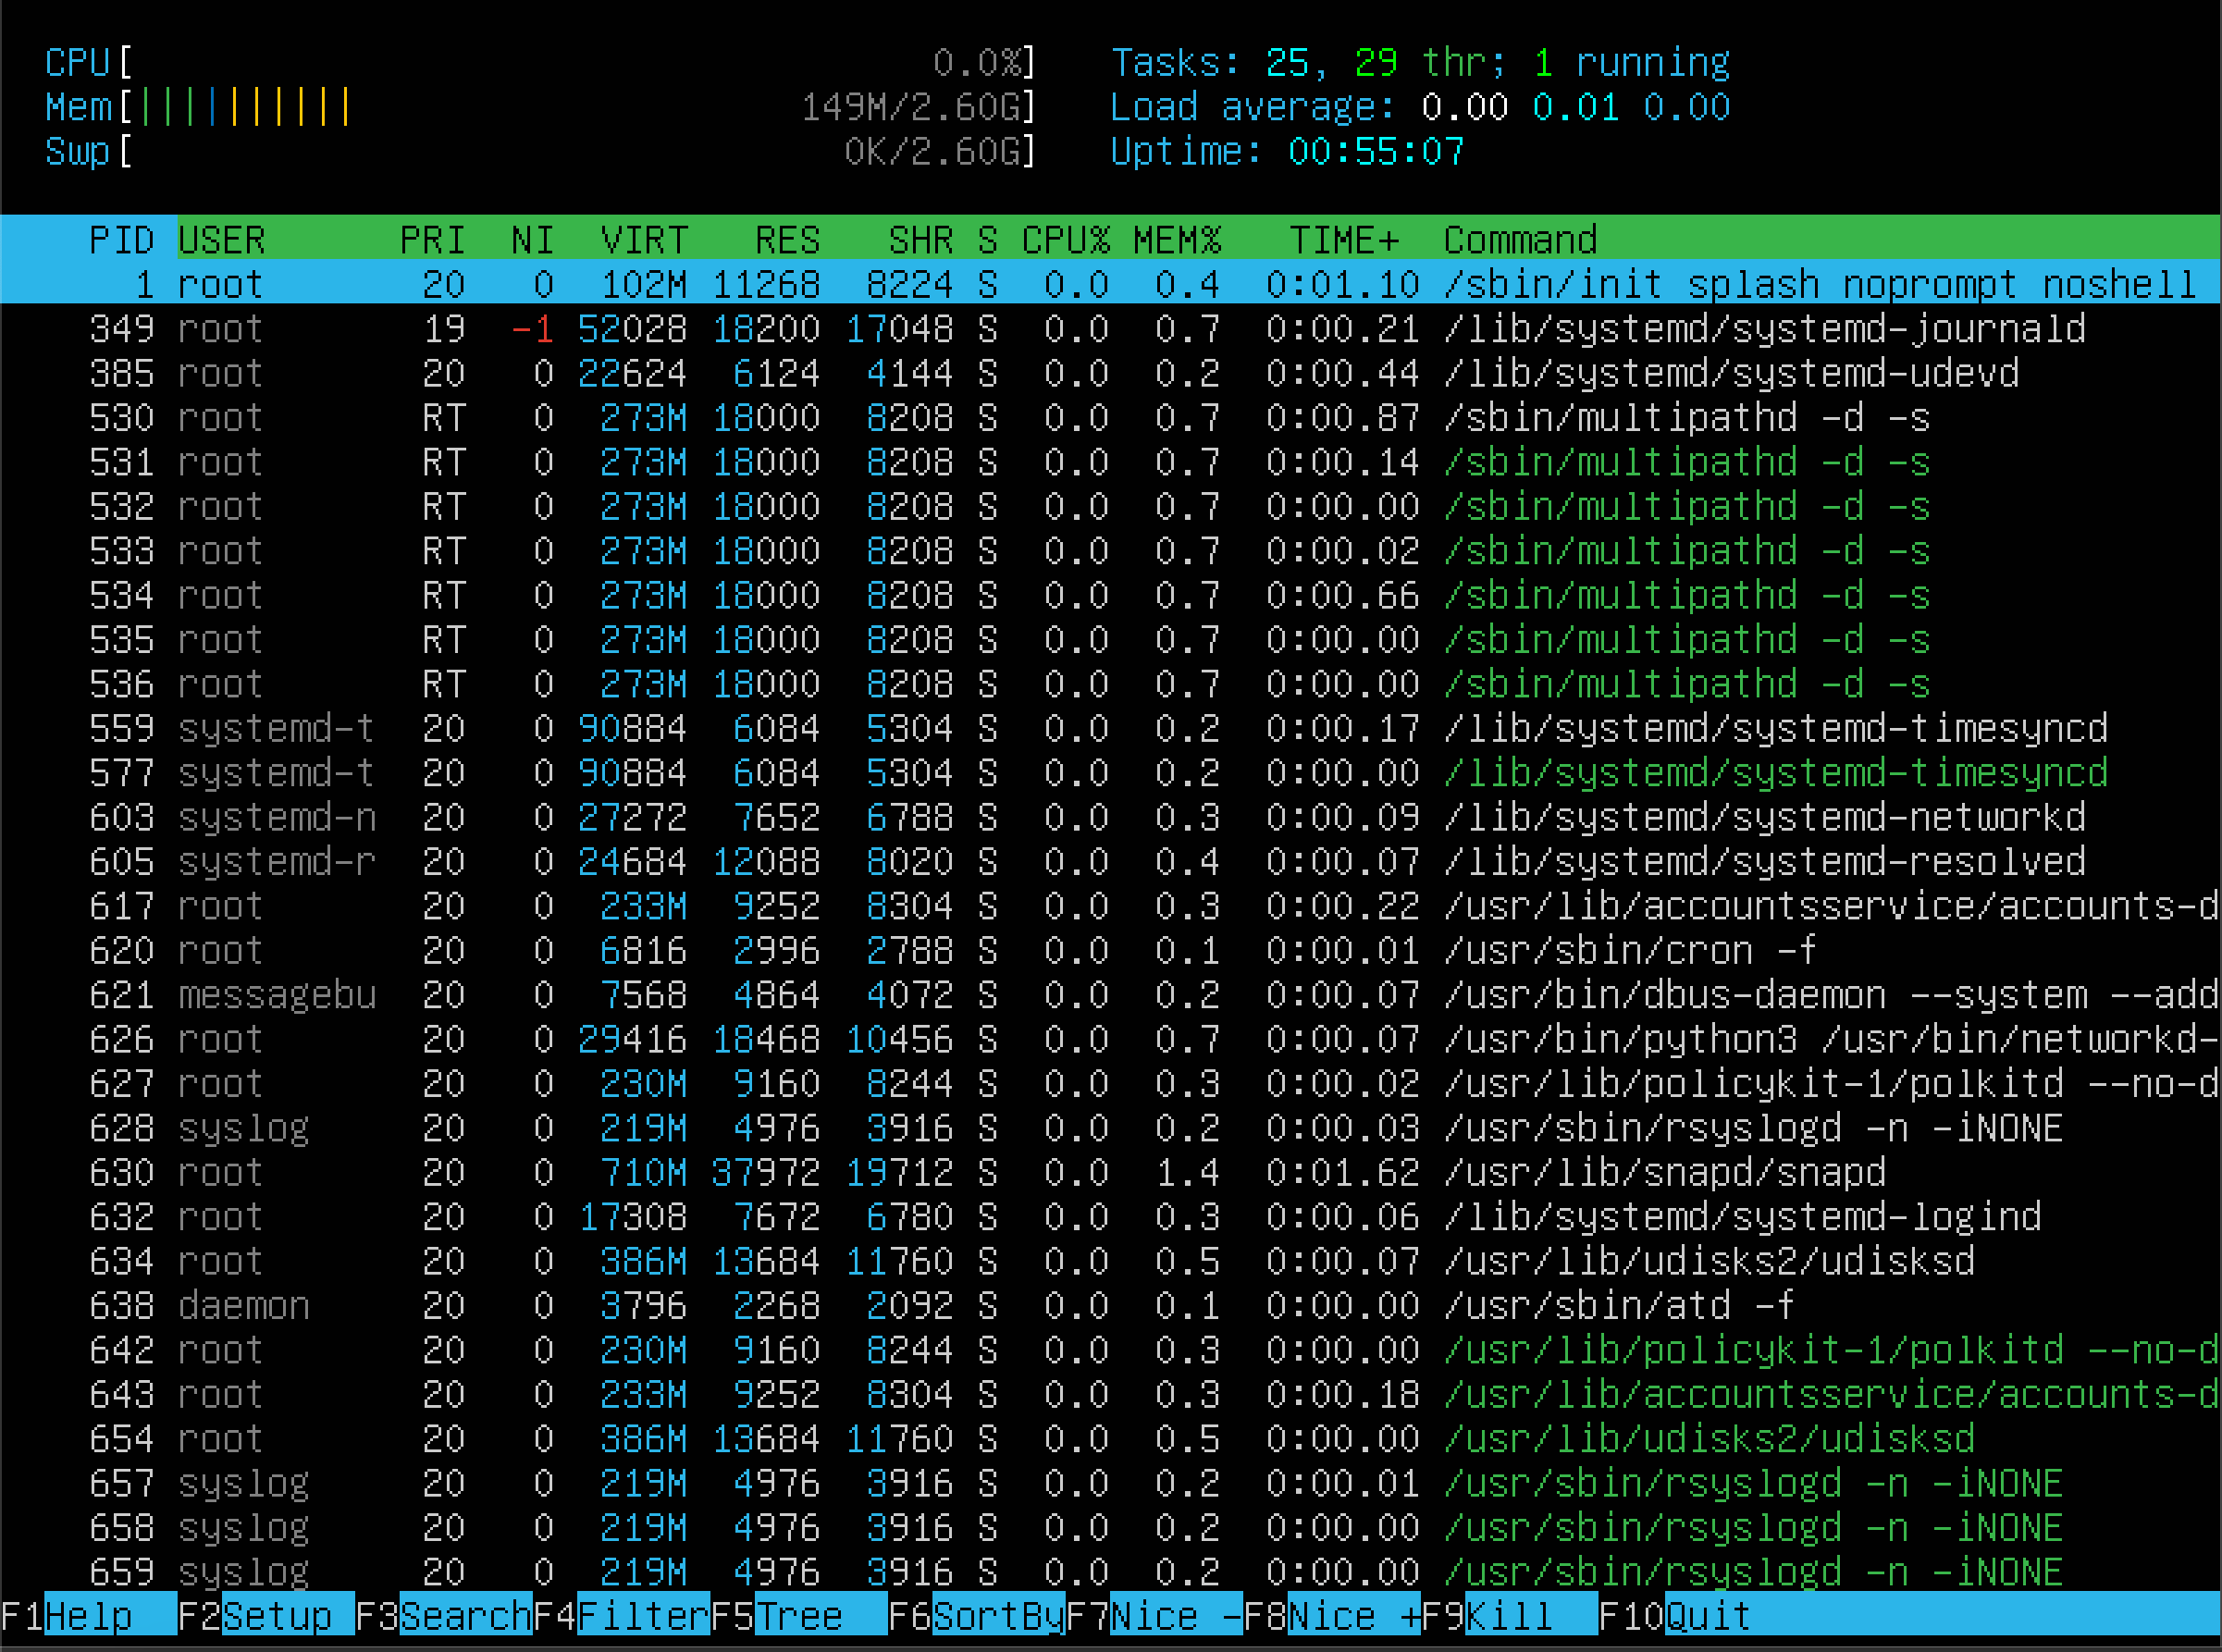 CPU[ 0.0%] Tasks: 25, 29 thr; 1 running
Mem[|||||||||| 149M/2.60G] Load average: 0.00 0.01 0.00
Swp[ 0K/2.60G] Uptime: 00:55:07
PID USER PRI NI VIRT RES SHR S CPU% MEM% TIME+ Command
1 root 20 0 102M 11268 8224 S 0.0 0.4 0:01.10 /sbin/init splash noprompt noshell
349 root 19 -1 52028 18200 17048 S 0.0 0.7 0:00.21 /lib/systemd/systemd-journald
385 root 20 0 22624 6124 4144 S 0.0 0.2 0:00.44 /lib/systemd/systemd-udevd
530 root RT 0 273M 18000 8208 S 0.0 0.7 0:00.87 /sbin/multipathd -d -s
531 root RT 0 273M 18000 8208 S 0.0 0.7 0:00.14 /sbin/multipathd -d -s
532 root RT 0 273M 18000 8208 S 0.0 0.7 0:00.00 /sbin/multipathd -d -s
533 root RT 0 273M 18000 8208 S 0.0 0.7 0:00.02 /sbin/multipathd -d -s
534 root RT 0 273M 18000 8208 S 0.0 0.7 0:00.66 /sbin/multipathd -d -s
535 root RT 0 273M 18000 8208 S 0.0 0.7 0:00.00 /sbin/multipathd -d -s
536 root RT 0 273M 18000 8208 S 0.0 0.7 0:00.00 /sbin/multipathd -d -s
559 systemd-t 20 0 90884 6084 5304 S 0.0 0.2 0:00.17 /lib/systemd/systemd-timesyncd
577 systemd-t 20 0 90884 6084 5304 S 0.0 0.2 0:00.00 /lib/systemd/systemd-timesyncd
603 systemd-n 20 0 27272 7652 6788 S 0.0 0.3 0:00.09 /lib/systemd/systemd-networkd
605 systemd-r 20 0 24684 12088 8020 S 0.0 0.4 0:00.07 /lib/systemd/systemd-resolved
617 root 20 0 233M 9252 8304 S 0.0 0.3 0:00.22 /usr/lib/accountsservice/accounts-d
620 root 20 0 6816 2996 2788 S 0.0 0.1 0:00.01 /usr/sbin/cron -f
621 messagebu 20 0 7568 4864 4072 S 0.0 0.2 0:00.07 /usr/bin/dbus-daemon --system --add
626 root 20 0 29416 18468 10456 S 0.0 0.7 0:00.07 /usr/bin/python3 /usr/bin/networkd-
627 root 20 0 230M 9160 8244 S 0.0 0.3 0:00.02 /usr/lib/policykit-1/polkitd --no-d
628 syslog 20 0 219M 4976 3916 S 0.0 0.2 0:00.03 /usr/sbin/rsyslogd -n -iNONE
630 root 20 0 710M 37972 19712 S 0.0 1.4 0:01.62 /usr/lib/snapd/snapd
632 root 20 0 17308 7672 6780 S 0.0 0.3 0:00.06 /lib/systemd/systemd-logind
634 root 20 0 386M 13684 11760 S 0.0 0.5 0:00.07 /usr/lib/udisks2/udisksd
638 daemon 20 0 3796 2268 2092 S 0.0 0.1 0:00.00 /usr/sbin/atd -f
642 root 20 0 230M 9160 8244 S 0.0 0.3 0:00.00 /usr/lib/policykit-1/polkitd --no-d
643 root 20 0 233M 9252 8304 S 0.0 0.3 0:00.18 /usr/lib/accountsservice/accounts-d
654 root 20 0 386M 13684 11760 S 0.0 0.5 0:00.00 /usr/lib/udisks2/udisksd
657 syslog 20 0 219M 4976 3916 S 0.0 0.2 0:00.01 /usr/sbin/rsyslogd -n -iNONE
658 syslog 20 0 219M 4976 3916 S 0.0 0.2 0:00.00 /usr/sbin/rsyslogd -n -iNONE
659 syslog 20 0 219M 4976 3916 S 0.0 0.2 0:00.00 /usr/sbin/rsyslogd -n -iNONE
F1Help F2Setup F3SearchF4FilterF5Tree F6SortByF7Nice -F8Nice +F9Kill F10Quit